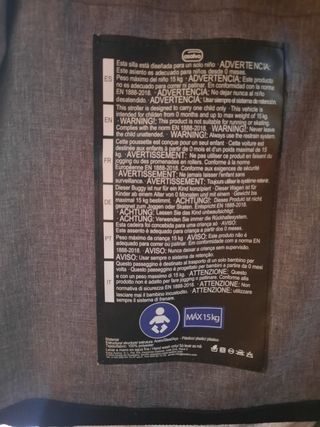 asalvo
ES
Esta silla está diseñada para un solo niño · ADVERTENCIA:
Este asiento es adecuado para niños desde 0 meses.
Peso máximo del niño 15 kg · ADVERTENCIA: Este producto
no es adecuado para correr ni patinar. En conformidad con la norma
EN 1888-2018. · ADVERTENCIA: No dejar nunca al niño
desatendido. · ADVERTENCIA: Usar siempre el sistema de retención.
EN
This stroller is designed to carry one child only · This vehicle is
intended for children from 0 months and up to max weight of 15 kg.
· WARNING!: This product is not suitable for running or skating.
Complies with the norm EN 1888-2018. · WARNING!: Never leave
the child unattended. · WARNING!: Always use the restrain system.
FR
Cette poussette est conçue pour un seul enfant · Cette voiture est
destinée aux enfants à partir de 0 mois et d'un poids maximal de 15
kg. · AVERTISSEMENT: Ne pas utiliser ce produit en faisant
du jogging ou des promenades en rollers. Conforme à la norme
Européenne EN 1888-2018. Conforme aux exigences de sécurité
· AVERTISSEMENT: Ne jamais laisser l'enfant sans
surveillance. · AVERTISSEMENT: Toujours utiliser le système retenue.
DE
Dieser Buggy ist nur für ein Kind konzipiert · Dieser Wagen ist für
Kinder ab einem Alter von 0 Monaten und mit einem Gewicht bis
maximal 15 kg bestimmt. · ACHTUNG!: Dieses Produkt ist nicht
geeignet zum Joggen oder Skaten. Entspricht EN 1888-2018.
· ACHTUNG!: Lassen Sie das Kind nie unbeaufsichtigt.
· ACHTUNG!: Verwenden Sie immer die Rückhaltesystem.
PT
Esta cadeira foi concebida para uma criança só · AVISO:
Este assento é adequado para criança a partir de 0 meses.
Peso máximo da criança 15 kg · AVISO: Este produto não é
adequado para correr ou patinar. Em conformidade com a norma EN
1888-2018. · AVISO: Nunca deixar a criança sem supervisão.
AVISO: Usar sempre o sistema de retenção.
IT
Questo passeggino è destinato al trasporto di un solo bambino per
volta · Questo passeggino è adatto per bambini a partire da 0 mesi
e con un peso massimo di 15 kg. ATTENZIONE: Questo
prodotto non è adatto per fare jogging o pattinare. Conforme alla
normativa di sicurezza EN 1888-2018. · ATTENZIONE: Non
lasciare mai il bambino incustodito. · ATTENZIONE: utilizzare
sempre il sistema di frenam.
MÁX 15 kg
Material